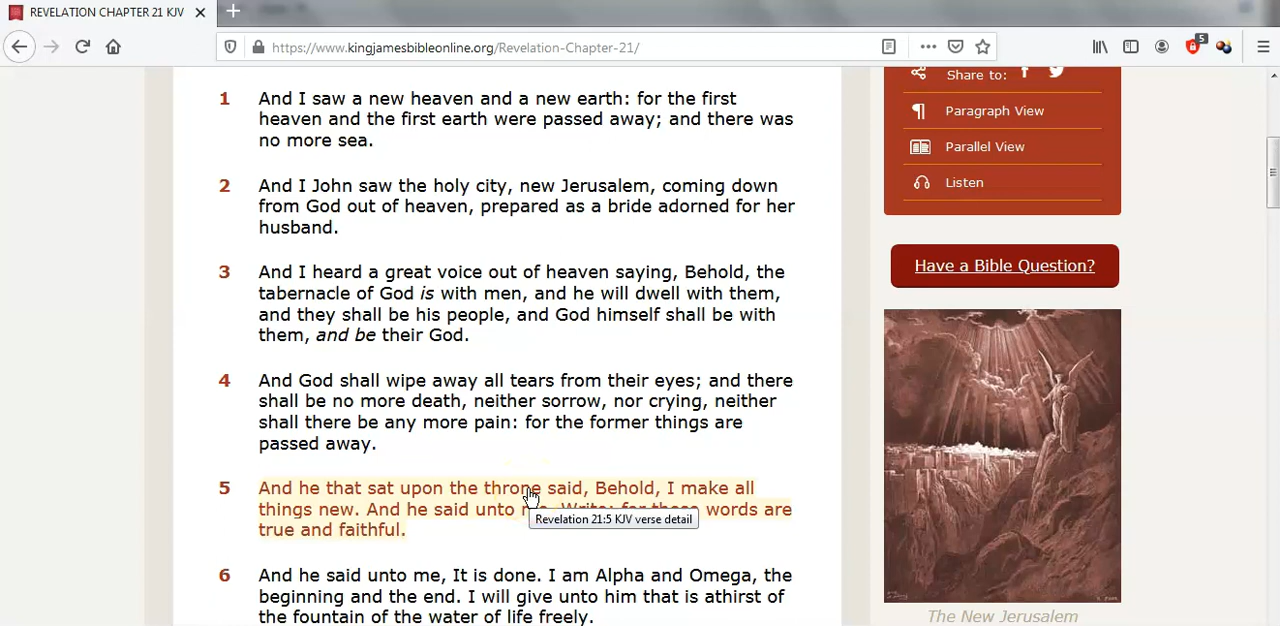 REVELATION CHAPTER 21 KJV
https://www.kingjamesbibleonline.org/Revelation-Chapter-21/
5
1 And I saw a new heaven and a new earth: for the first
heaven and the first earth were passed away; and there was
no more sea.
2 And I John saw the holy city, new Jerusalem, coming down
from God out of heaven, prepared as a bride adorned for her
husband.
3 And I heard a great voice out of heaven saying, Behold, the
tabernacle of God is with men, and he will dwell with them,
and they shall be his people, and God himself shall be with
them, and be their God.
4 And God shall wipe away all tears from their eyes; and there
shall be no more death, neither sorrow, nor crying, neither
shall there be any more pain: for the former things are
passed away.
5 And he that sat upon the throne said, Behold, I make all
things new. And he said unto me, Write: for these words are
true and faithful.
Revelation 21:5 KJV verse detail
6 And he said unto me, It is done. I am Alpha and Omega, the
beginning and the end. I will give unto him that is athirst of
the fountain of the water of life freely.
Share to:
Paragraph View
Parallel View
Listen
Have a Bible Question?
The New Jerusalem